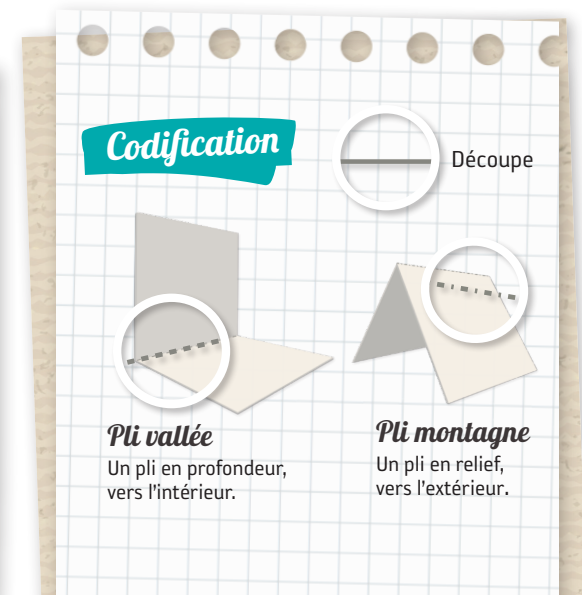 Codification
Découpe
Pli vallée
Un pli en profondeur,
vers l'intérieur.
Pli montagne
Un pli en relief,
vers l'extérieur.